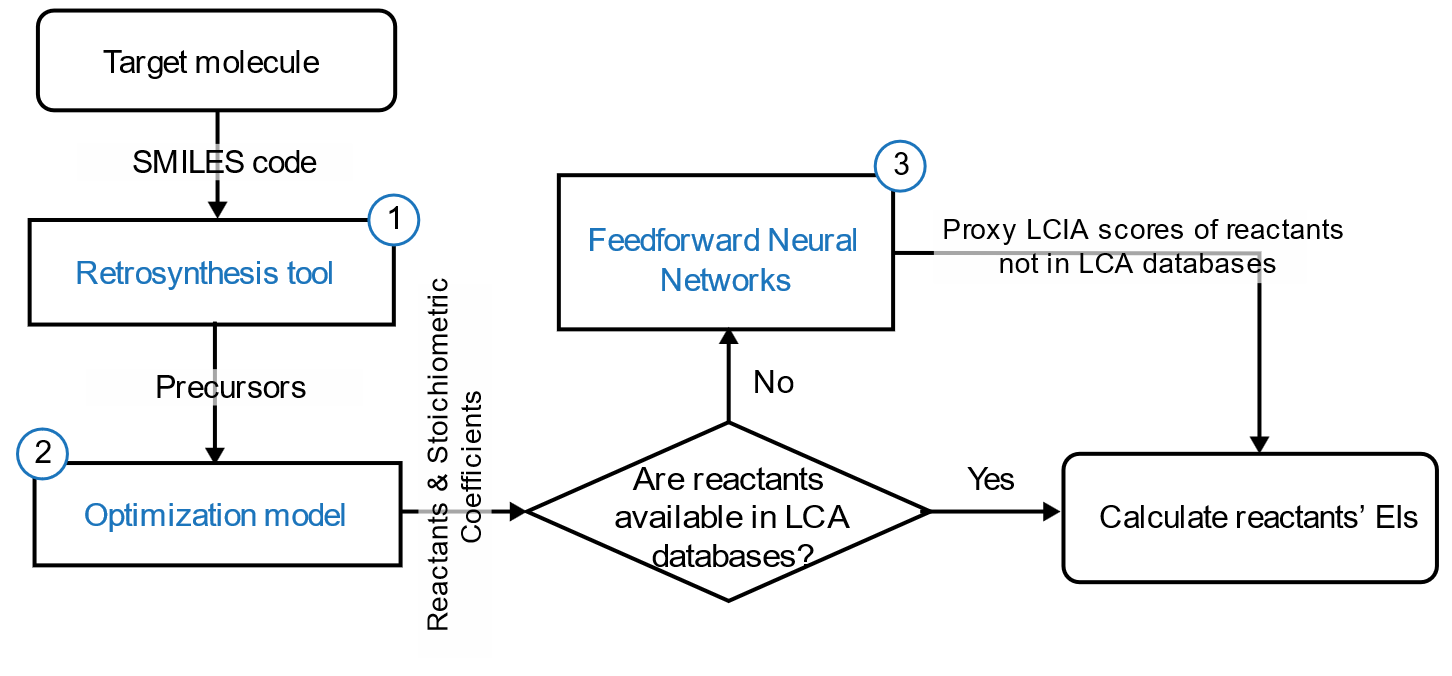 Target molecule
SMILES code
1
Retrosynthesis tool
Precursors
2
Optimization model
Reactants & Stoichiometric
Coefficients
Are reactants
available in LCA
databases?
No
3
Feedforward Neural
Networks
Proxy LCIA scores of reactants
not in LCA databases
Yes
Calculate reactants’ EIs